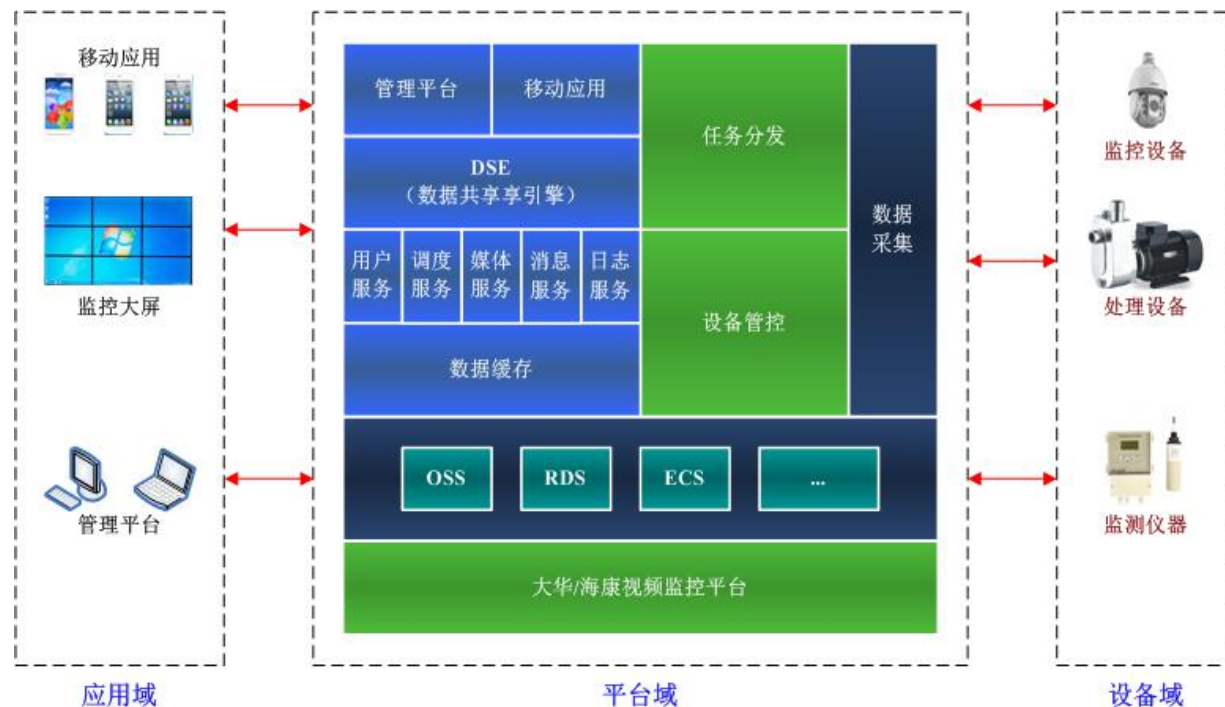 移动应用
监控大屏
管理平台
应用域
管理平台
移动应用
DSE
（数据共享享引擎）
用户
服务
调度
服务
媒体
服务
消息
服务
日志
服务
数据缓存
任务分发
设备管控
数据
采集
OSS
RDS
ECS
...
大华/海康视频监控平台
平台域
监控设备
处理设备
监测仪器
设备域